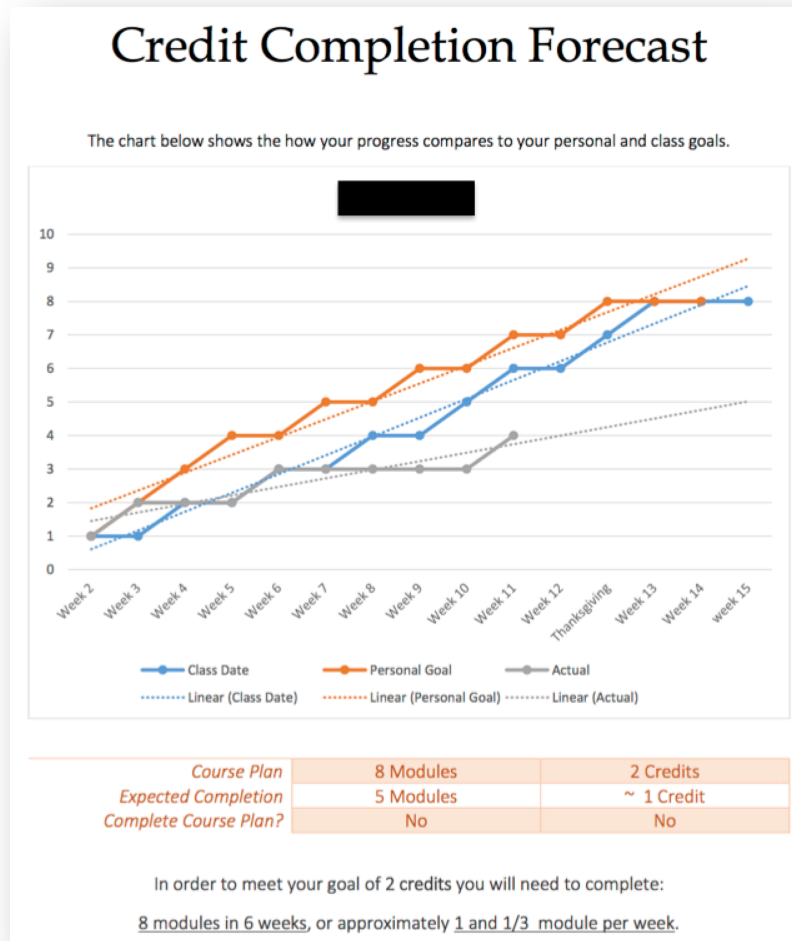 Credit Completion Forecast
The chart below shows the how your progress compares to your personal and class goals.
10
9
8
7
6
5
4
3
2
1
0
Week 2
Week 3
Week 4
Week 5
Week 6
Week 7
Week 8
Week 9
Week 10
Week 11
Week 12
Thanksgiving
Week 13
Week 14
week 15
Class Date Personal Goal Actual
Linear (Class Date) Linear (Personal Goal) Linear (Actual)
Course Plan 8 Modules 2 Credits
Expected Completion 5 Modules ~ 1 Credit
Complete Course Plan? No No
In order to meet your goal of 2 credits you will need to complete:
8 modules in 6 weeks, or approximately 1 and 1/3 module per week.